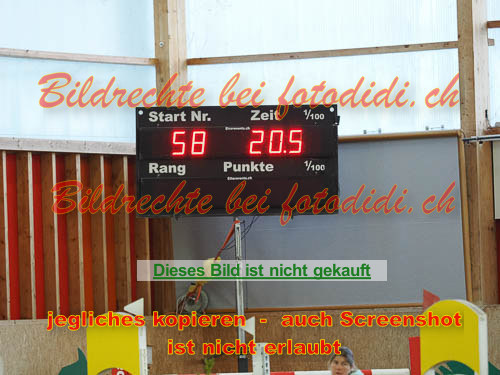 Bildrechte bei fotodidi.ch
Start Nr. Zeit 1/100
58 20.5
Rang Punkte 1/100
Bildrechte bei fotodidi.ch
Dieses Bild ist nicht gekauft
jegliches kopieren - auch Screenshot
ist nicht erlaubt